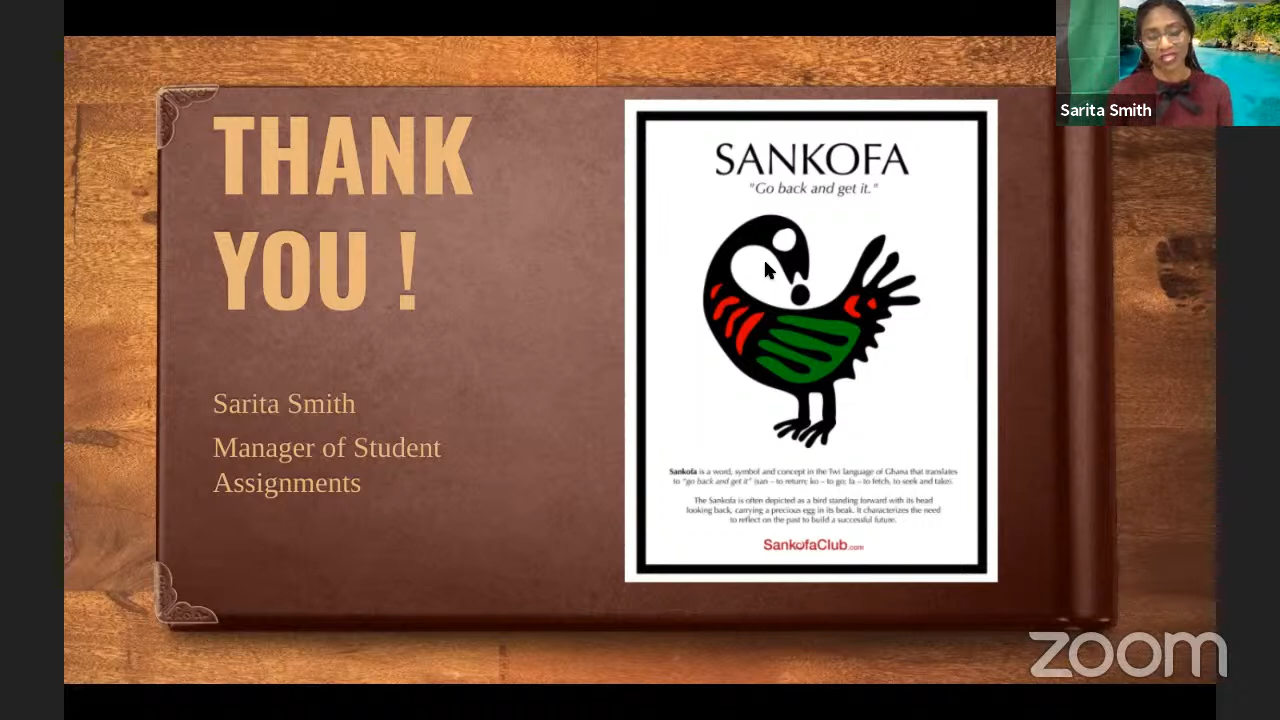 THANK
YOU !
Sarita Smith
Manager of Student
Assignments
SANKOFA
"Go back and get it."
Sankofa is a word, symbol and concept in the Twi language of Ghana that translates
to "go back and get it" (san – to return; ko – to go; fa – to fetch, to seek and take).
The Sankofa is often depicted as a bird standing forward with its head
looking back, carrying a precious egg in its beak. It characterizes the need
to reflect on the past to build a successful future.
SankofaClub.com
Sarita Smith
zoom